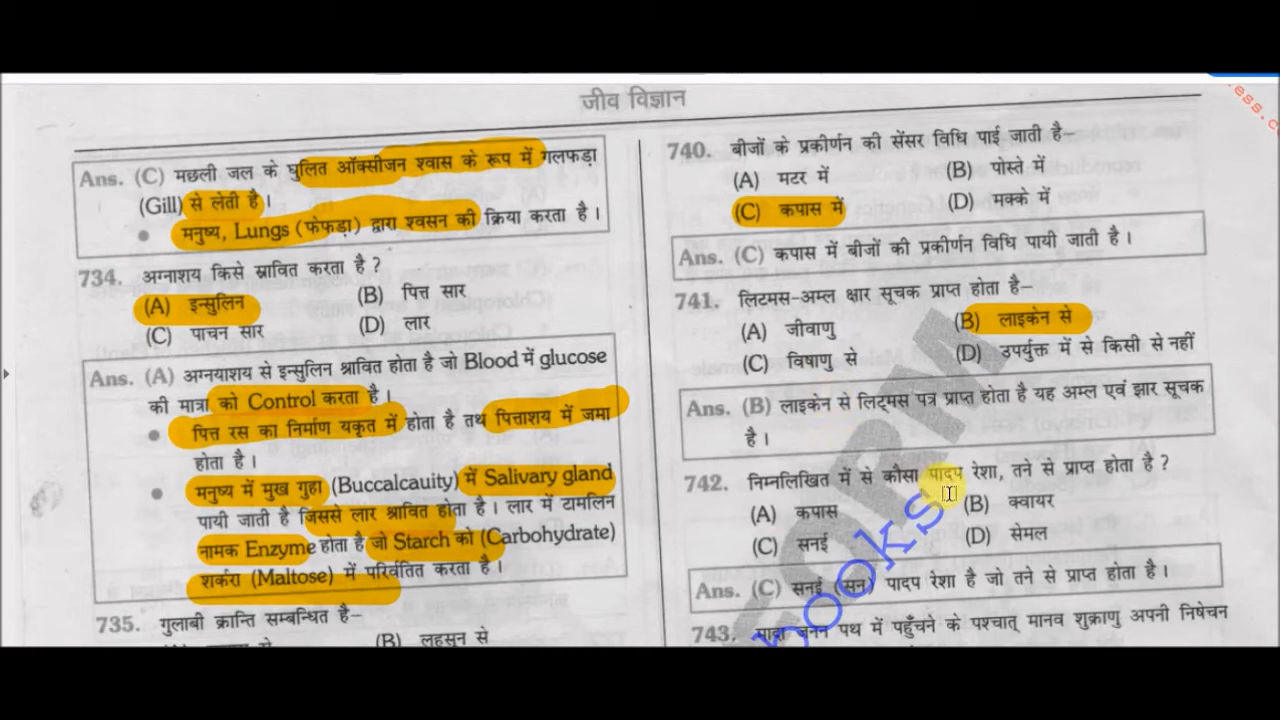 जीव विज्ञान
ess.c
Ans. (C) मछली जल के घुलित ऑक्सीजन श्वास के रूप में गलफड़ा
(Gill) से लेती है।
• मनुष्य, Lungs (फेफड़ा) द्वारा श्वसन की क्रिया करता है।
734. अग्नाशय किसे स्रावित करता है ?
(A) इन्सुलिन (B) पित्त सार
(C) पाचन सार (D) लार
Ans. (A) अग्नयाशय से इन्सुलिन श्रावित होता है जो Blood में glucose
की मात्रा को Control करता है।
• पित्त रस का निर्माण यकृत में होता है तथ पित्ताशय में जमा
होता है।
• मनुष्य में मुख गुहा (Buccalcauity) में Salivary gland
पायी जाती है जिससे लार श्रावित होता है। लार में टामलिन
नामक Enzyme होता है जो Starch को (Carbohydrate)
शर्करा (Maltose) में परिवंतित करता है।
735. गुलाबी क्रान्ति सम्बन्धित है–
(B) लहसून से
740. बीजों के प्रकीर्णन की सेंसर विधि पाई जाती है–
(A) मटर में (B) पोस्ते में
(C) कपास में (D) मक्के में
Ans. (C) कपास में बीजों की प्रकीर्णन विधि पायी जाती है।
741. लिटमस-अम्ल क्षार सूचक प्राप्त होता है–
(A) जीवाणु (B) लाइकेन से
(C) विषाणु से (D) उपर्युक्त में से किसी से नहीं
Ans. (B) लाइकेन से लिट्मस पत्र प्राप्त होता है यह अम्ल एवं झार सूचक
है।
742. निम्नलिखित में से कौसा पादप रेशा, तने से प्राप्त होता है ?
(A) कपास (B) क्वायर
(C) सनई (D) सेमल
Ans. (C) सनई (सन) पादप रेशा है जो तने से प्राप्त होता है।
743. मादा जनन पथ में पहुँचने के पश्चात् मानव शुक्राणु अपनी निषेचन
books